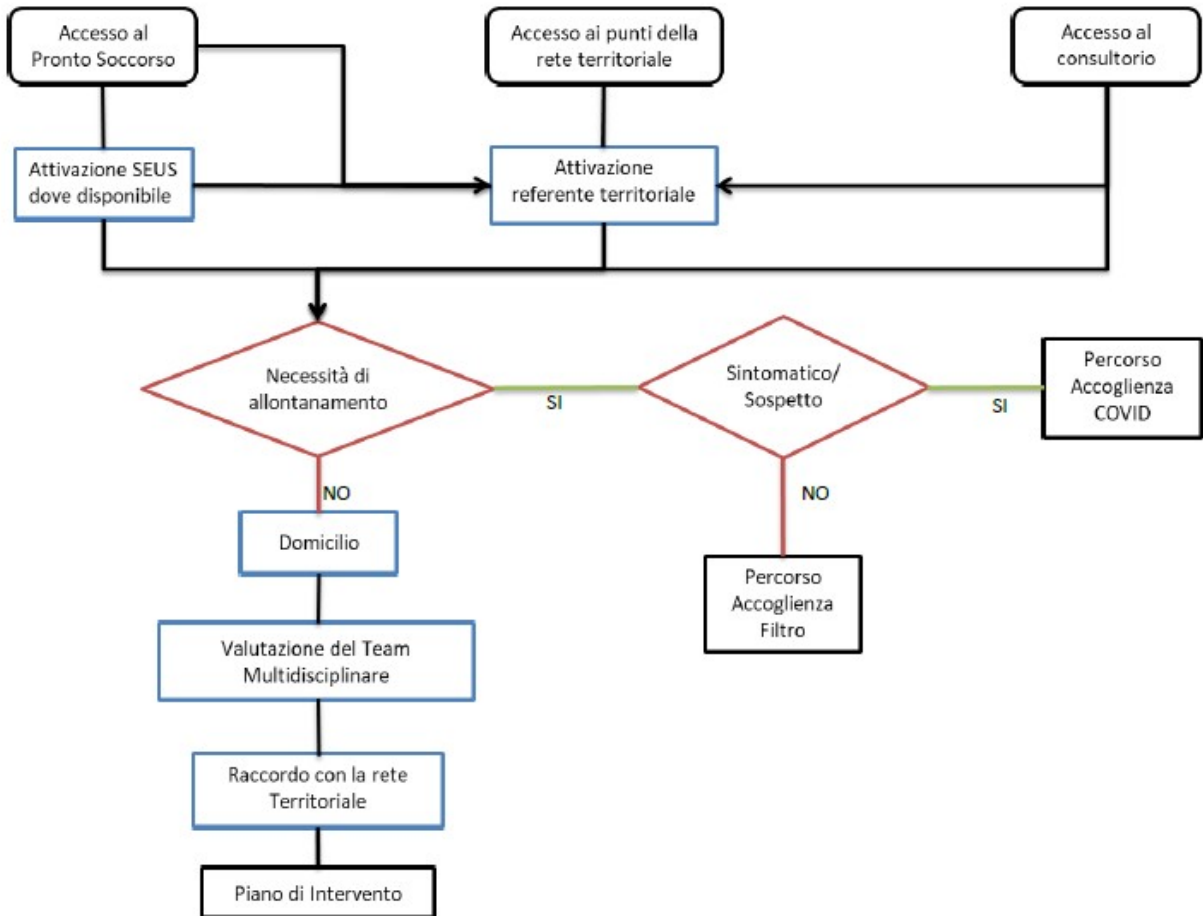 Accesso al
Pronto Soccorso
Accesso ai punti della
rete territoriale
Accesso al
consultorio
Attivazione SEUS
dove disponibile
Attivazione
referente territoriale
Necessità di
allontanamento
SI
Sintomatico/
Sospetto
SI
Percorso
Accoglienza
COVID
NO
NO
Domicilio
Percorso
Accoglienza
Filtro
Valutazione del Team
Multidisciplinare
Raccordo con la rete
Territoriale
Piano di Intervento